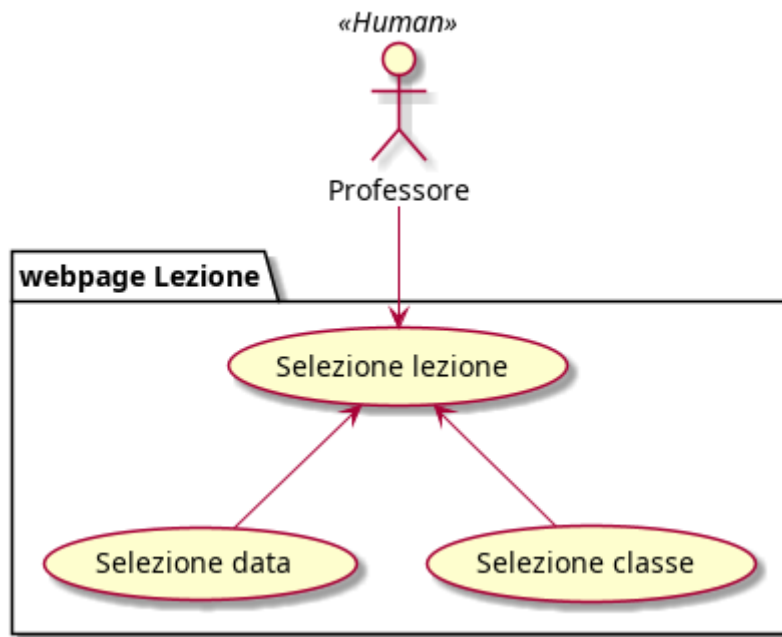 «Human»
Professore
webpage Lezione
Selezione lezione
Selezione data
Selezione classe